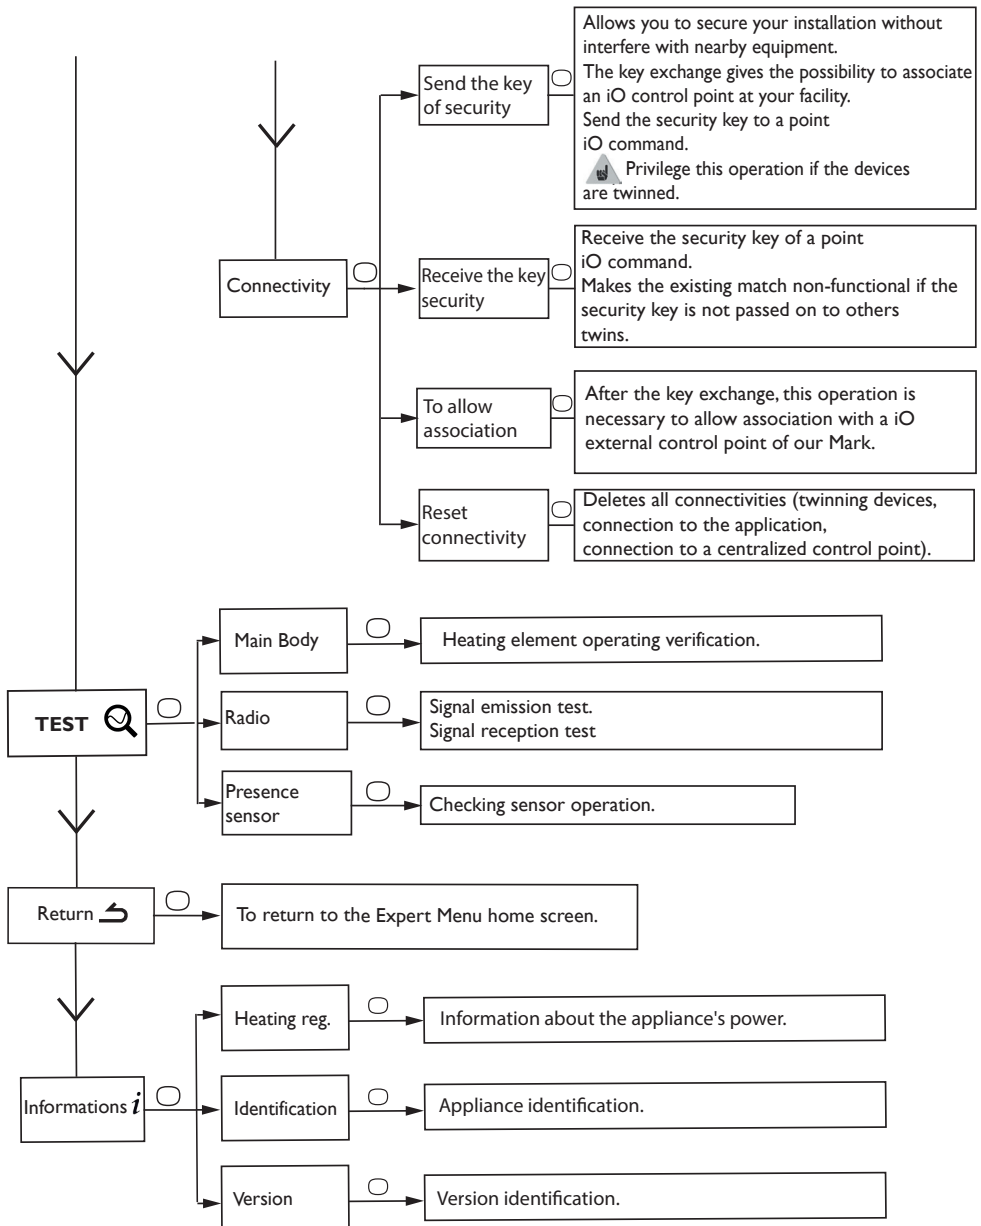 Send the key
of security
Allows you to secure your installation without
interfere with nearby equipment.
The key exchange gives the possibility to associate
an iO control point at your facility.
Send the security key to a point
iO command.
Privilege this operation if the devices
are twinned.
Connectivity
Receive the key
security
Receive the security key of a point
iO command.
Makes the existing match non-functional if the
security key is not passed on to others
twins.
To allow
association
After the key exchange, this operation is
necessary to allow association with a iO
external control point of our Mark.
Reset
connectivity
Deletes all connectivities (twinning devices,
connection to the application,
connection to a centralized control point).
TEST
Main Body
Heating element operating verification.
Radio
Signal emission test.
Signal reception test
Presence
sensor
Checking sensor operation.
Return
To return to the Expert Menu home screen.
Informations i
Heating reg.
Information about the appliance's power.
Identification
Appliance identification.
Version
Version identification.